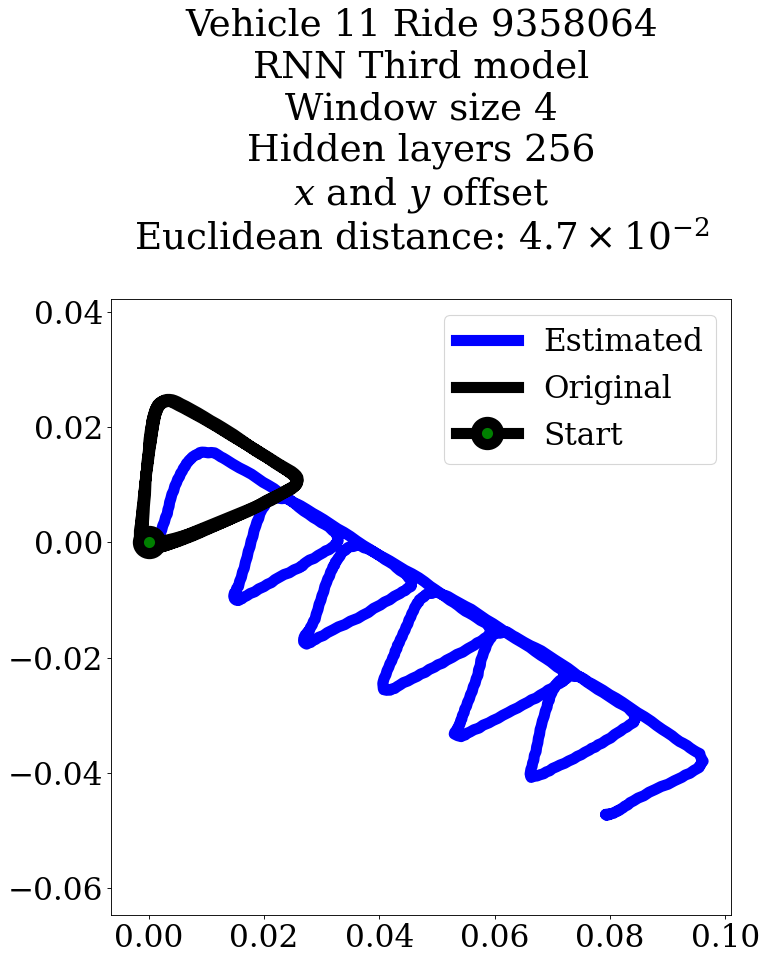 Vehicle 11 Ride 9358064
RNN Third model
Window size 4
Hidden layers 256
x and y offset
Euclidean distance: 4.7 × 10⁻²
Estimated
Original
Start
0.04
0.02
0.00
−0.02
−0.04
−0.06
0.00 0.02 0.04 0.06 0.08 0.10